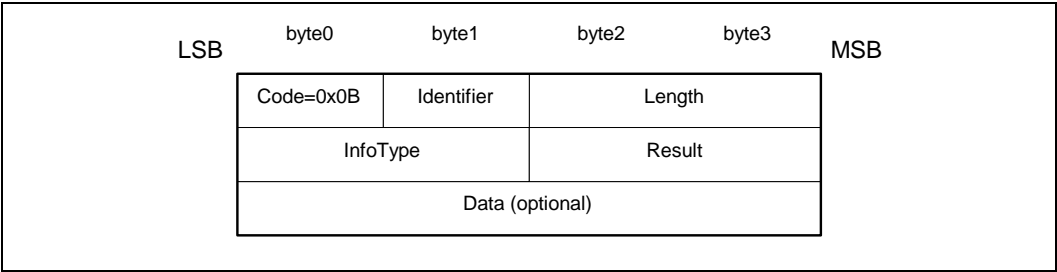 byte0 byte1 byte2 byte3
LSB MSB
Code=0x0B Identifier Length
InfoType Result
Data (optional)